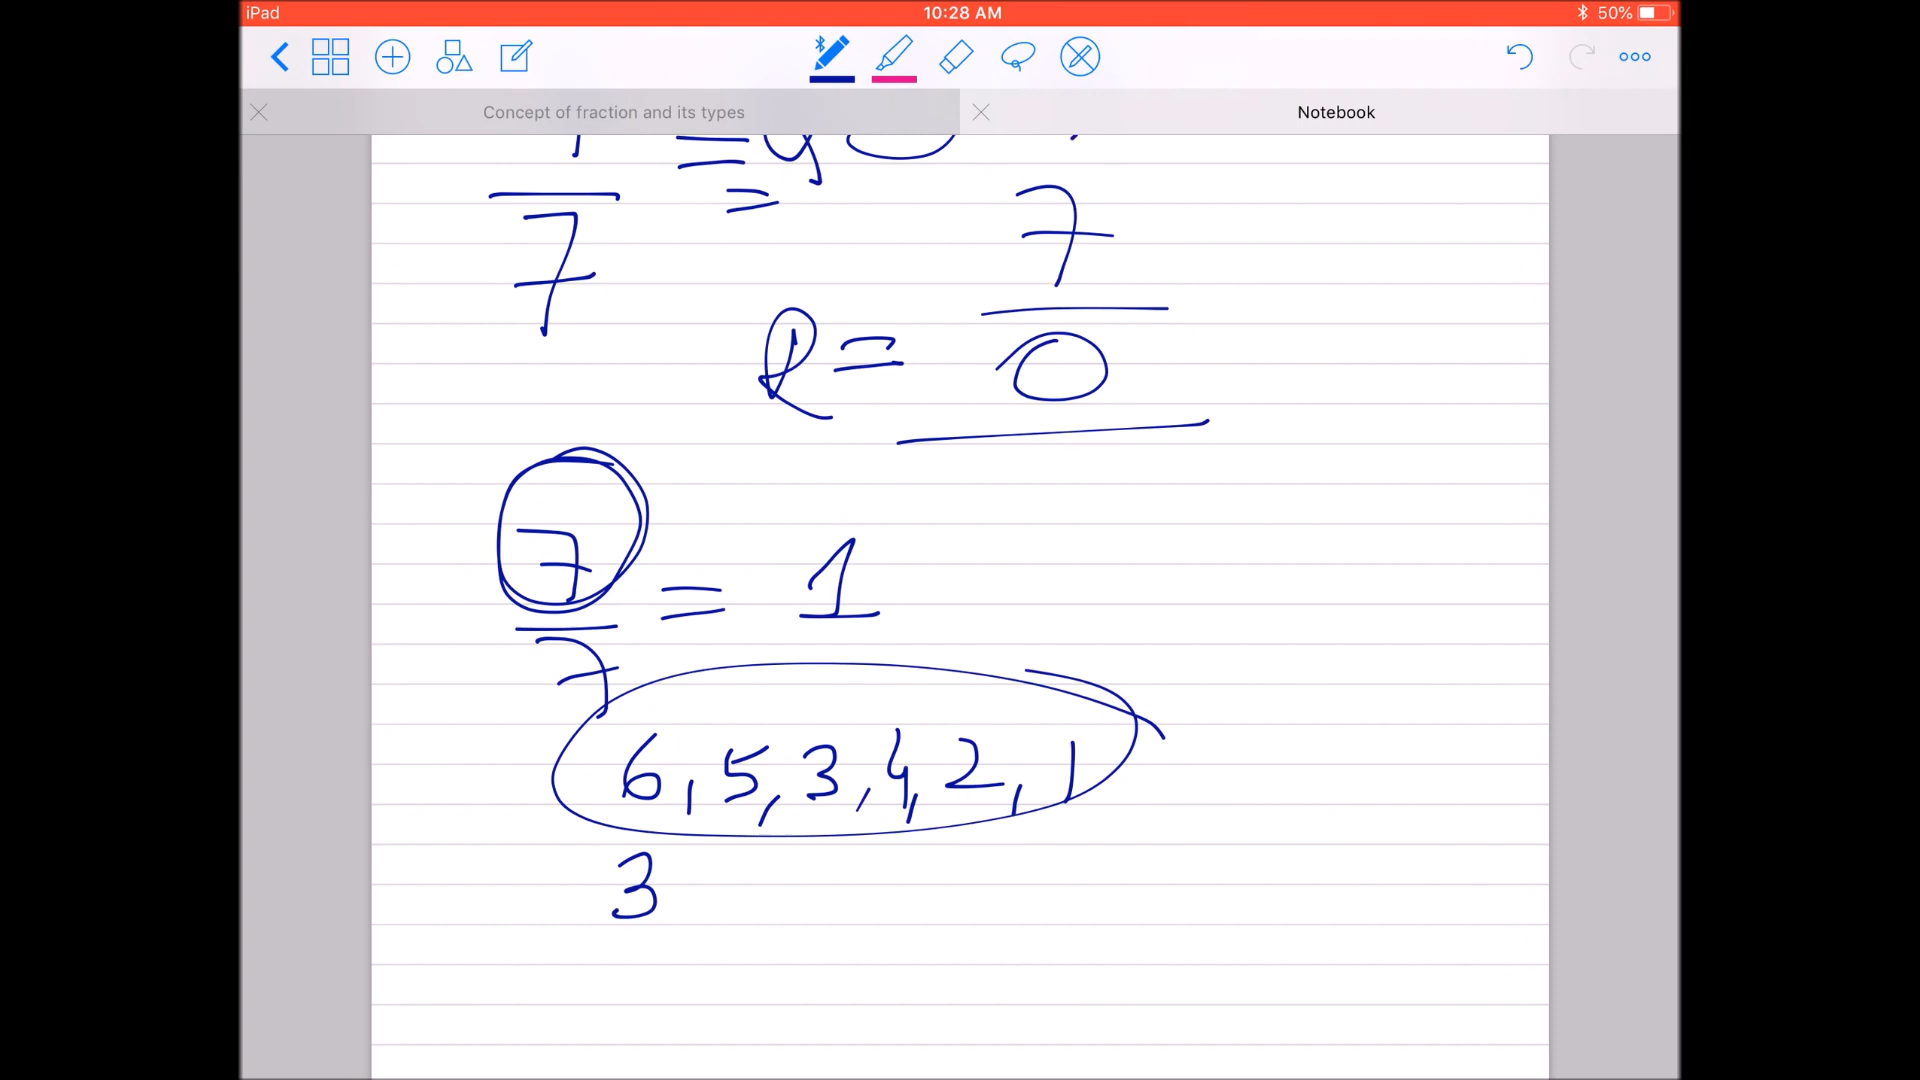 iPad 10:28 AM 50%
Concept of fraction and its types Notebook
7 = 7
R = 0
7/7 = 1
6, 5, 3, 4, 2, 1
3